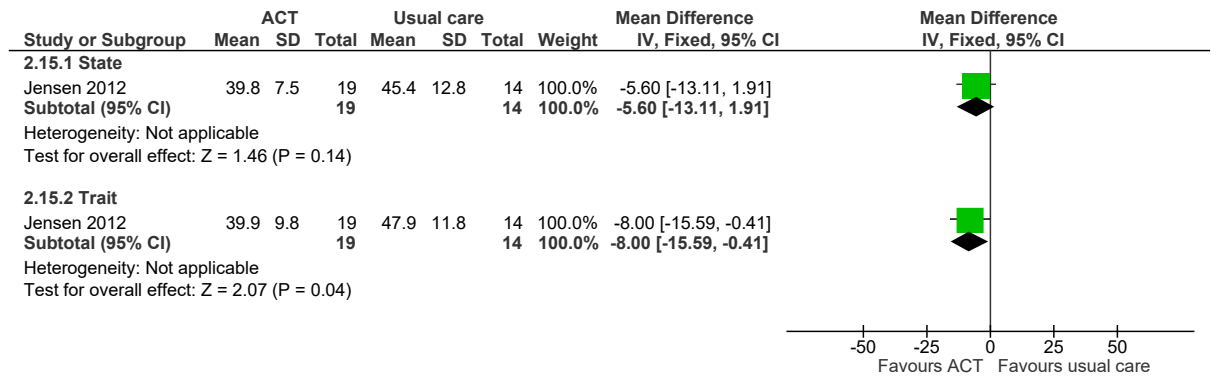 ACT Usual care Mean Difference Mean Difference
Study or Subgroup Mean SD Total Mean SD Total Weight IV, Fixed, 95% CI IV, Fixed, 95% CI
2.15.1 State
Jensen 2012 39.8 7.5 19 45.4 12.8 14 100.0% -5.60 [-13.11, 1.91]
Subtotal (95% CI) 19 14 100.0% -5.60 [-13.11, 1.91]
Heterogeneity: Not applicable
Test for overall effect: Z = 1.46 (P = 0.14)
2.15.2 Trait
Jensen 2012 39.9 9.8 19 47.9 11.8 14 100.0% -8.00 [-15.59, -0.41]
Subtotal (95% CI) 19 14 100.0% -8.00 [-15.59, -0.41]
Heterogeneity: Not applicable
Test for overall effect: Z = 2.07 (P = 0.04)
-50 -25 0 25 50
Favours ACT Favours usual care